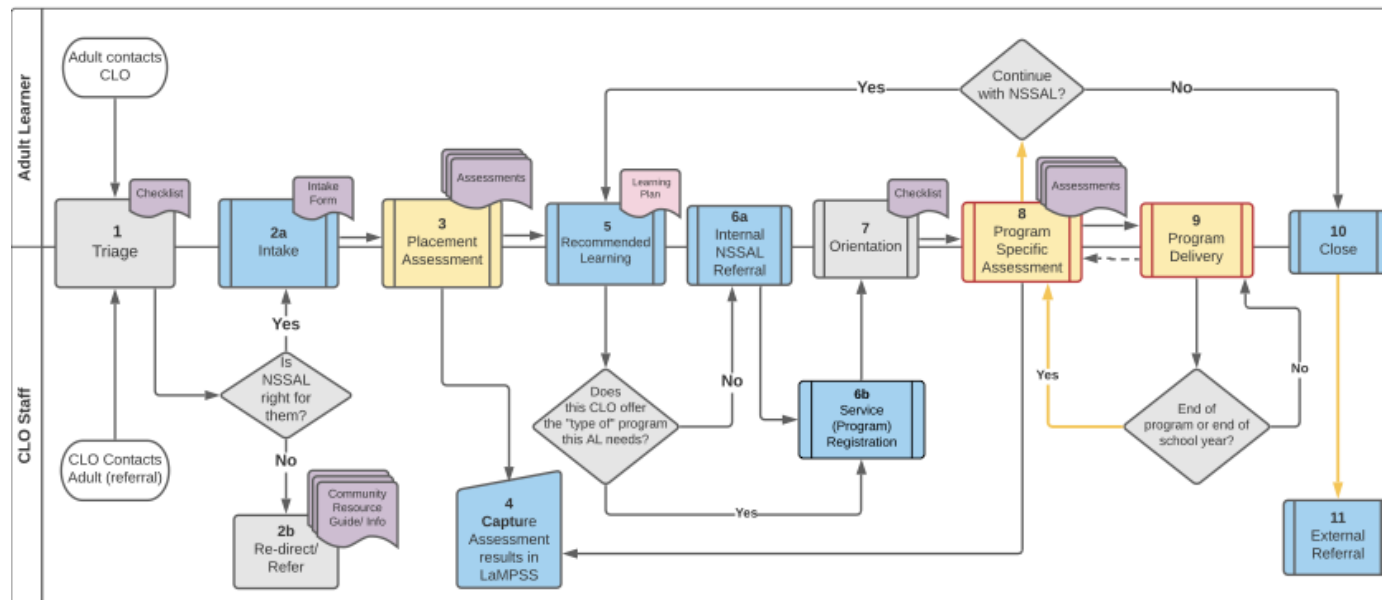 Adult Learner
CLO Staff
Adult contacts
CLO
Checklist
1
Triage
CLO Contacts
Adult (referral)
Intake
Form
2a
Intake
Yes
Is
NSSAL
right for
them?
No
Community
Resource
Guide/ Info
2b
Re-direct/
Refer
Assessments
3
Placement
Assessment
4
Capture
Assessment
results in
LaMPSS
Learning
Plan
5
Recommended
Learning
Does
this CLO offer
the "type of" program
this AL needs?
No
Yes
6a
Internal
NSSAL
Referral
6b
Service
(Program)
Registration
Checklist
7
Orientation
Yes
Continue
with NSSAL?
No
Assessments
8
Program
Specific
Assessment
9
Program
Delivery
Yes
No
End of
program or end of
school year?
10
Close
11
External
Referral